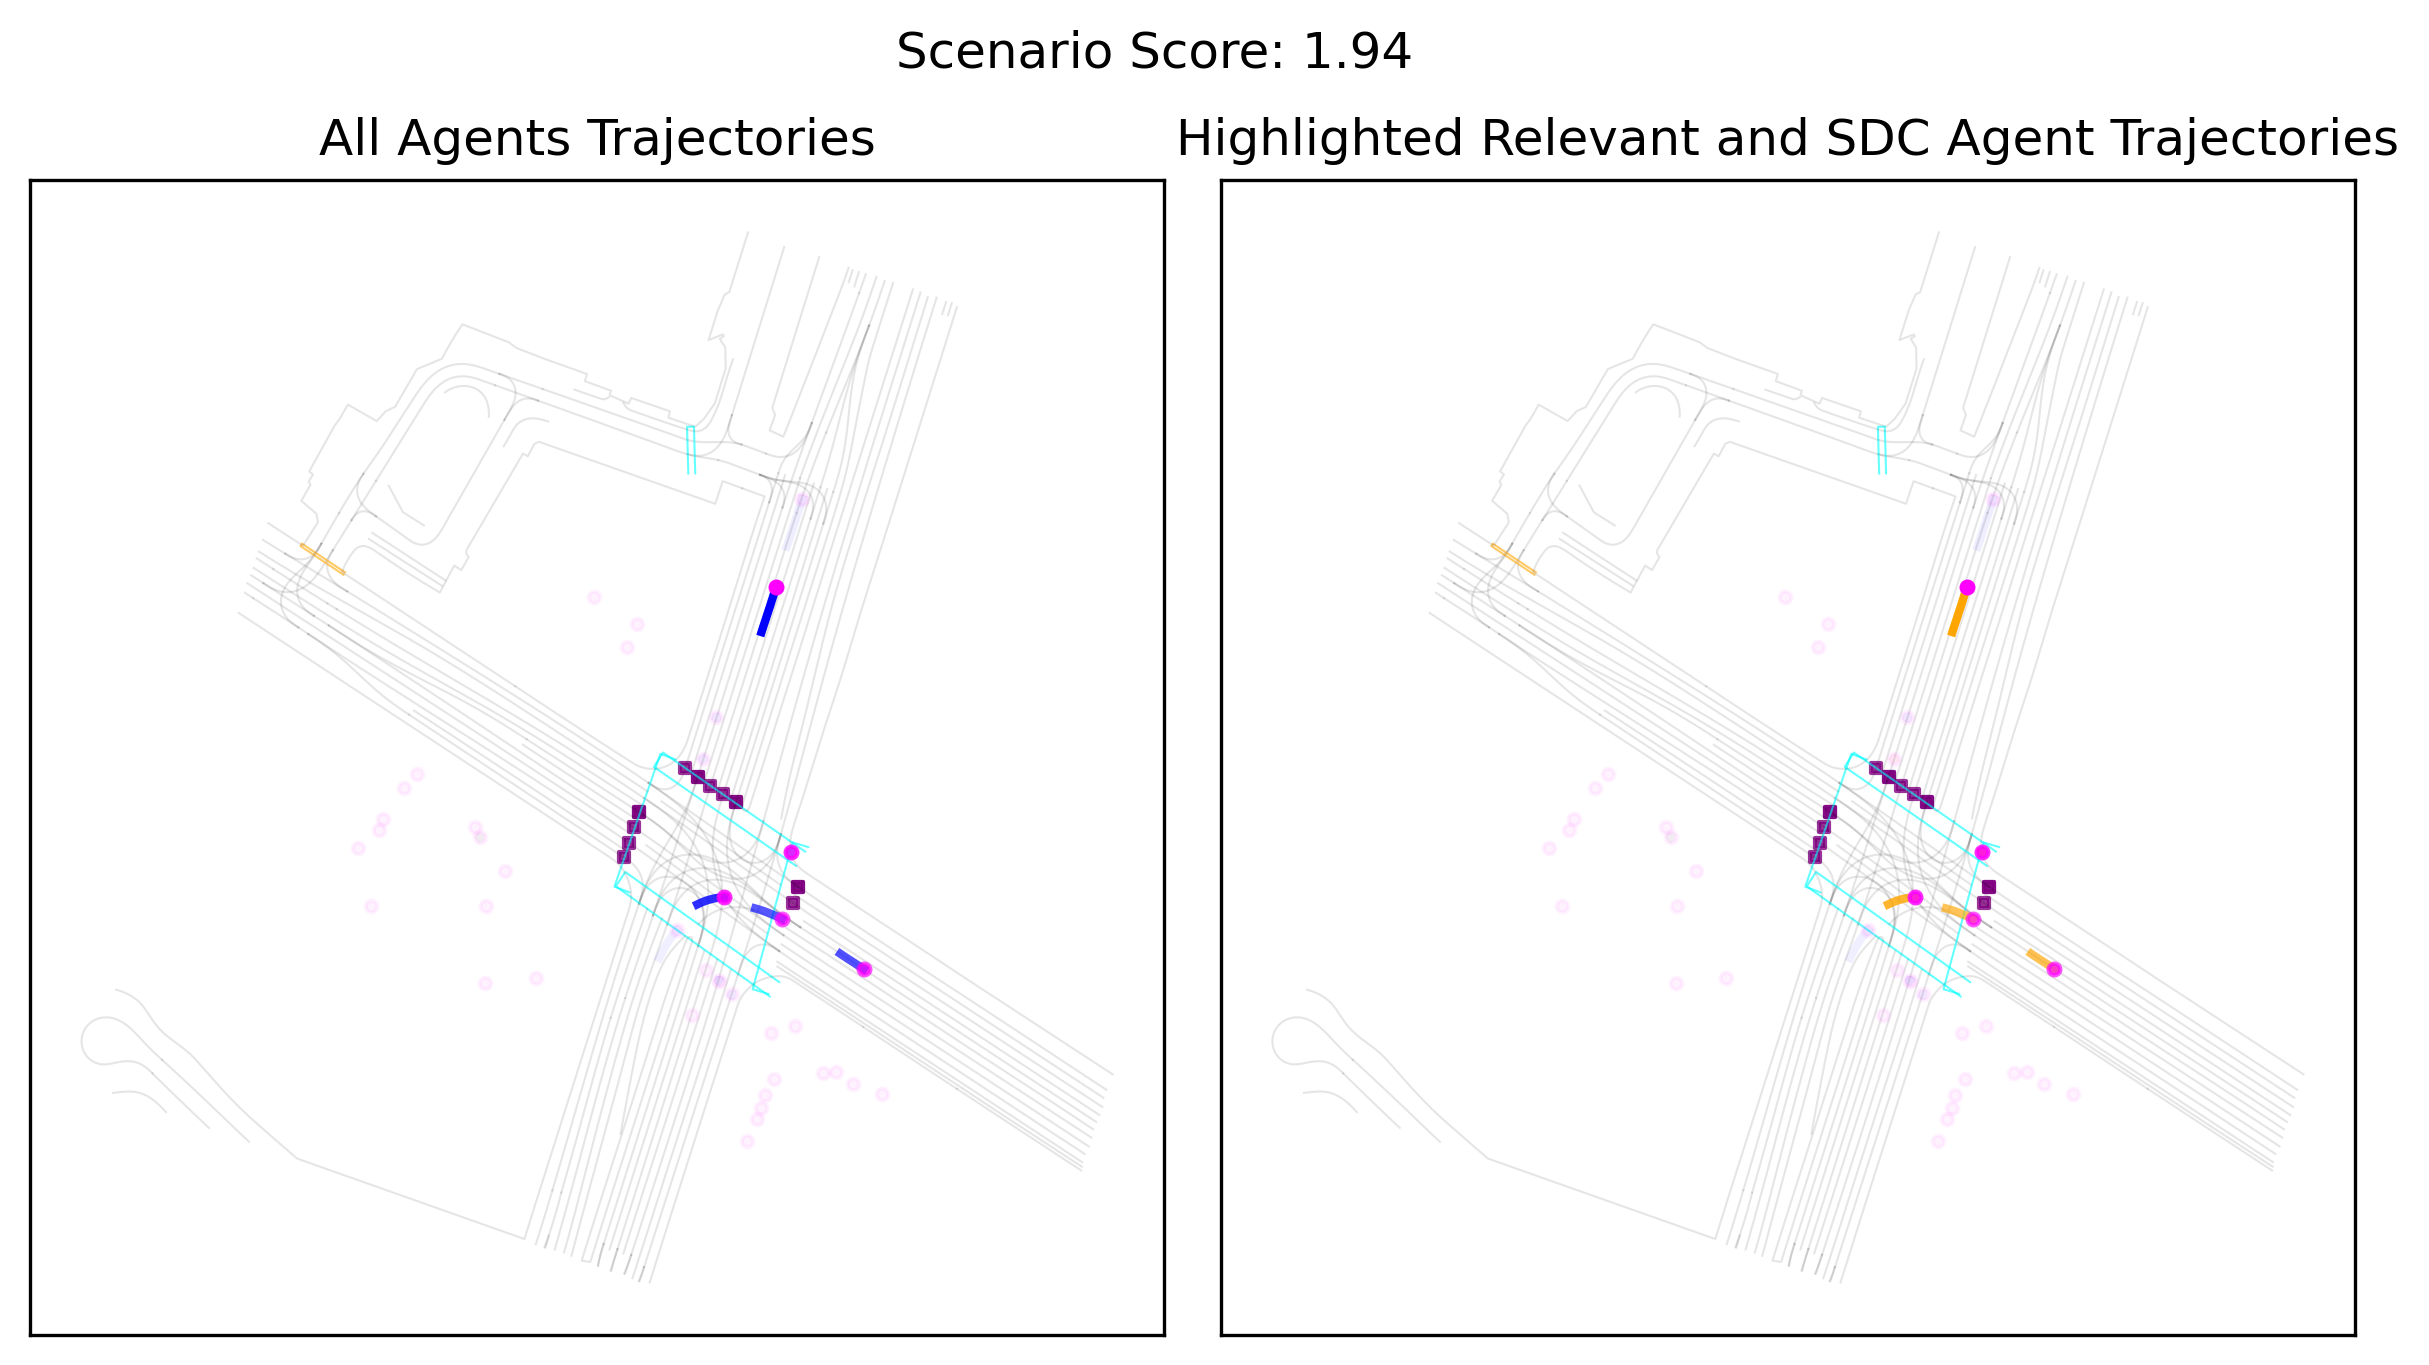 Scenario Score: 1.94
All Agents Trajectories
Highlighted Relevant and SDC Agent Trajectories